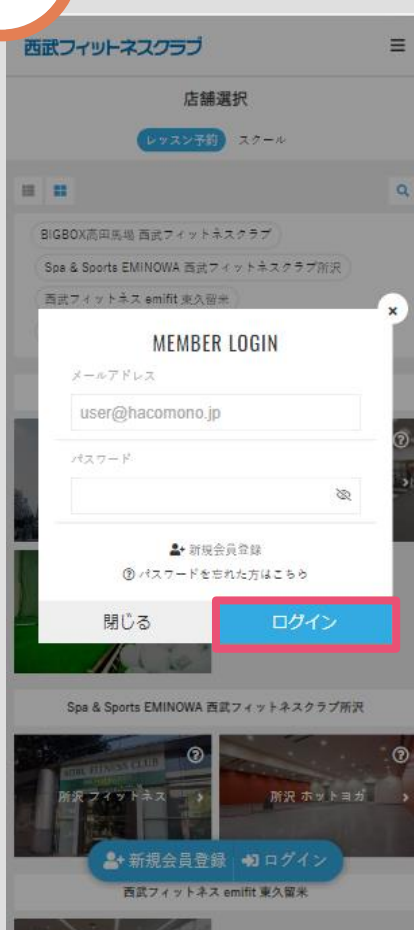 西武フィットネスクラブ
店舗選択
レッスン予約 スクール
BIGBOX高田馬場 西武フィットネスクラブ
Spa & Sports EMINOWA 西武フィットネスクラブ所沢
西武フィットネス emifit 東久留米
MEMBER LOGIN
メールアドレス
user@hacomono.jp
パスワード
新規会員登録
パスワードを忘れた方はこちら
閉じる ログイン
Spa & Sports EMINOWA 西武フィットネスクラブ所沢
所沢 フィットネス 所沢 ホットヨガ
新規会員登録 ログイン
西武フィットネス emifit 東久留米